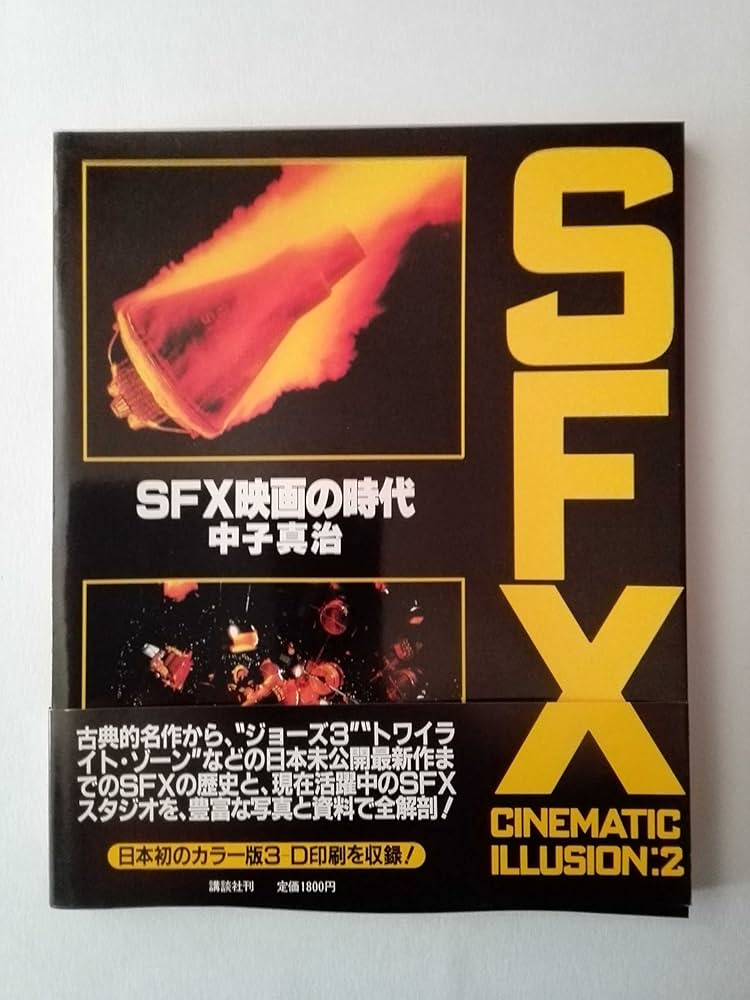 SFX
SFX映画の時代
中子真治
古典的名作から、"ジョーズ3""トワイラ
イト・ゾーン"などの日本未公開最新作ま
でのSFXの歴史と、現在活躍中のSFX
スタジオを、豊富な写真と資料で全解剖!
日本初のカラー版3-D印刷を収録!
講談社刊 定価1800円
CINEMATIC
ILLUSION:2